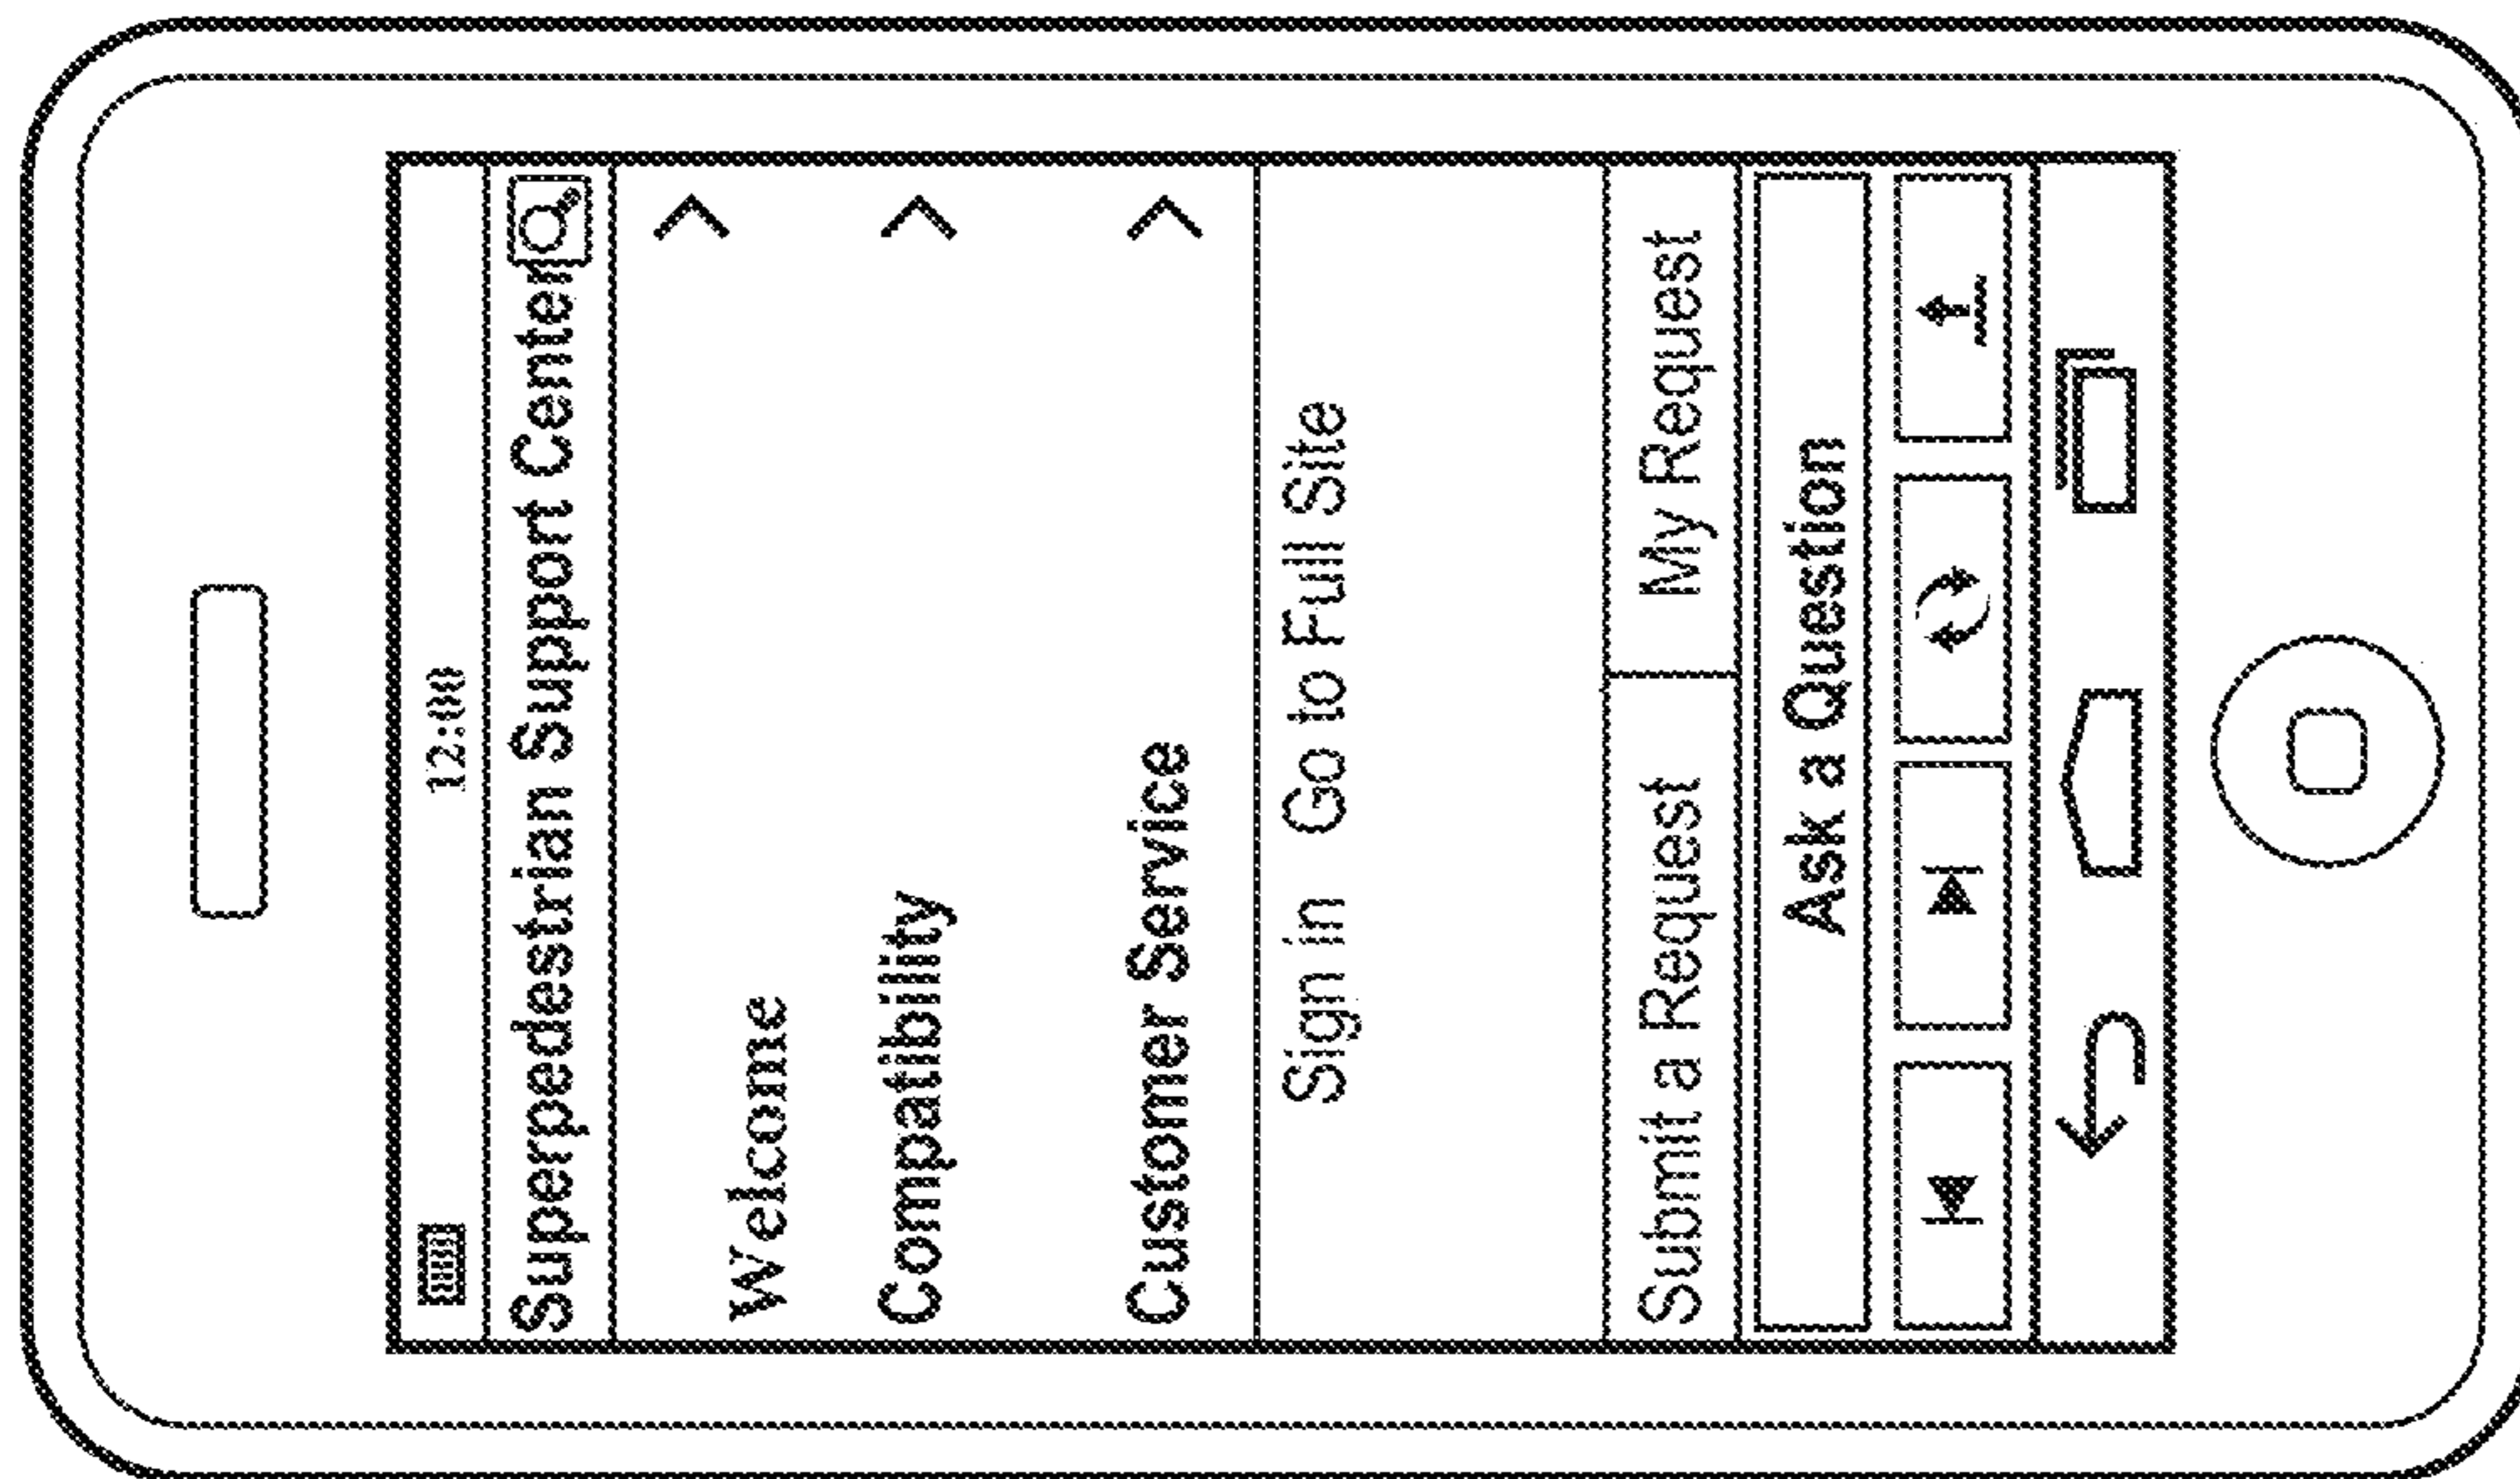 12:00
Superpedestrian Support Center
Welcome
Compatibility
Customer Service
Sign in Go to Full Site
Submit a Request My Request
Ask a Question